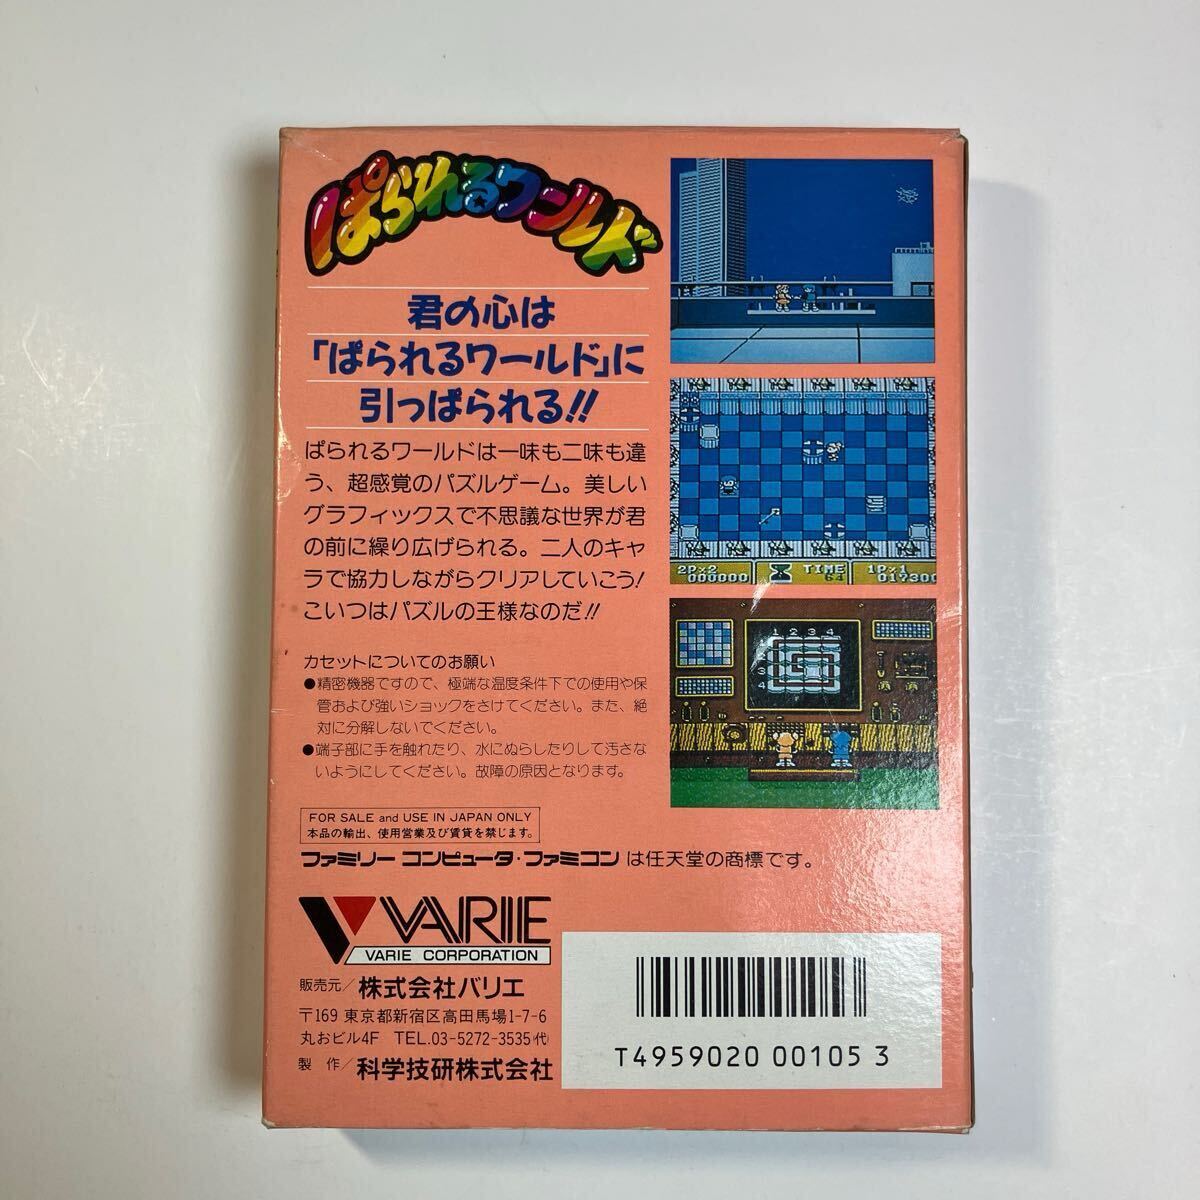 ぱられるワールド
君の心は
「ぱられるワールド」に
引っぱられる!!
ぱられるワールドは一味も二味も違
う、超感覚のパズルゲーム。美しい
グラフィックスで不思議な世界が君
の前に繰り広げられる。二人のキャ
ラで協力しながらクリアしていこう!
こいつはパズルの王様なのだ!!
カセットについてのお願い
●精密機器ですので、極端な温度条件下での使用や保
管および強いショックをさけてください。また、絶
対に分解しないでください。
●端子部に手を触れたり、水にぬらしたりして汚さな
いようにしてください。故障の原因となります。
FOR SALE and USE IN JAPAN ONLY
本品の輸出、使用営業及び賃貸を禁じます。
ファミリー コンピュータ・ファミコン は任天堂の商標です。
VARIE
VARIE CORPORATION
販売元/株式会社バリエ
〒169 東京都新宿区高田馬場1-7-6
丸おビル4F TEL.03-5272-3535(代)
製 作/科学技研株式会社
2P×2 TIME 1P×1
000000 64 017300
1 2 3 4
1
2
3
4
T4959020 00105 3